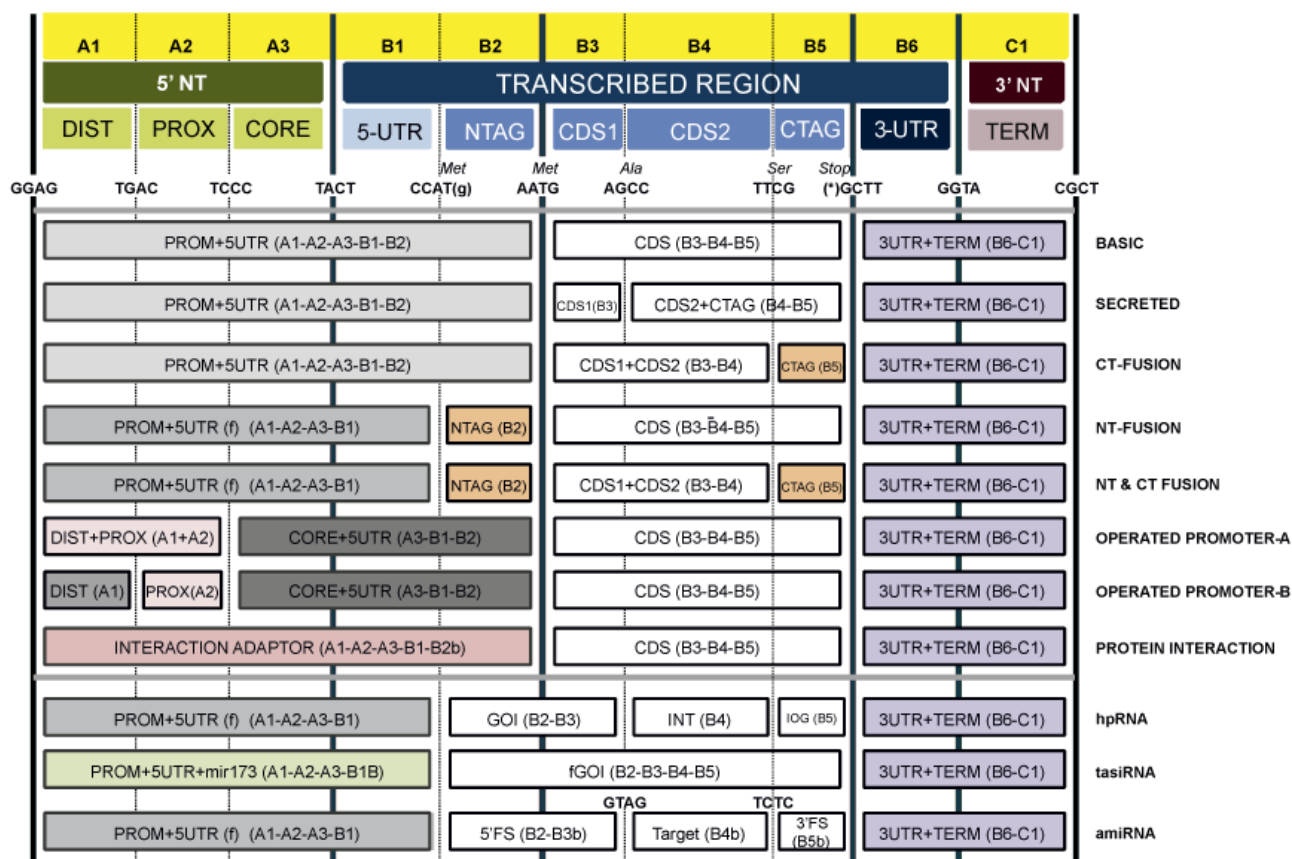 A1 A2 A3 B1 B2 B3 B4 B5 B6 C1
5' NT TRANSCRIBED REGION 3' NT
DIST PROX CORE 5-UTR NTAG CDS1 CDS2 CTAG 3-UTR TERM
Met Met Ala Ser Stop
GGAG TGAC TCCC TACT CCAT(g) AATG AGCC TTCG (*)GCTT GGTA CGCT
PROM+5UTR (A1-A2-A3-B1-B2) CDS (B3-B4-B5) 3UTR+TERM (B6-C1) BASIC
PROM+5UTR (A1-A2-A3-B1-B2) CDS1(B3) CDS2+CTAG (B4-B5) 3UTR+TERM (B6-C1) SECRETED
PROM+5UTR (A1-A2-A3-B1-B2) CDS1+CDS2 (B3-B4) CTAG (B5) 3UTR+TERM (B6-C1) CT-FUSION
PROM+5UTR (f) (A1-A2-A3-B1) NTAG (B2) CDS (B3-B̄4-B5) 3UTR+TERM (B6-C1) NT-FUSION
PROM+5UTR (f) (A1-A2-A3-B1) NTAG (B2) CDS1+CDS2 (B3-B4) CTAG (B5) 3UTR+TERM (B6-C1) NT & CT FUSION
DIST+PROX (A1+A2) CORE+5UTR (A3-B1-B2) CDS (B3-B4-B5) 3UTR+TERM (B6-C1) OPERATED PROMOTER-A
DIST (A1) PROX(A2) CORE+5UTR (A3-B1-B2) CDS (B3-B4-B5) 3UTR+TERM (B6-C1) OPERATED PROMOTER-B
INTERACTION ADAPTOR (A1-A2-A3-B1-B2b) CDS (B3-B4-B5) 3UTR+TERM (B6-C1) PROTEIN INTERACTION
PROM+5UTR (f) (A1-A2-A3-B1) GOI (B2-B3) INT (B4) IOG (B5) 3UTR+TERM (B6-C1) hpRNA
PROM+5UTR+mir173 (A1-A2-A3-B1B) fGOI (B2-B3-B4-B5) 3UTR+TERM (B6-C1) tasiRNA
GTAG TCTC
PROM+5UTR (f) (A1-A2-A3-B1) 5'FS (B2-B3b) Target (B4b) 3'FS (B5b) 3UTR+TERM (B6-C1) amiRNA